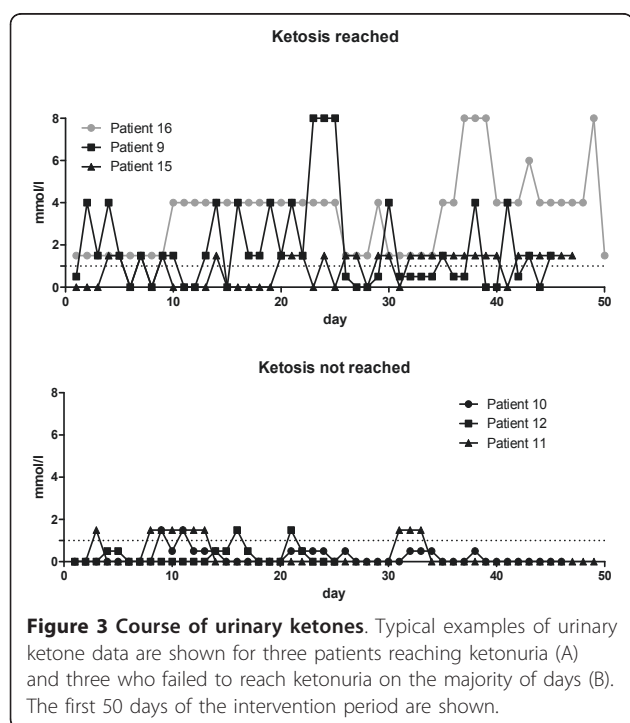 Ketosis reached
8
6
4
2
0
mmol/l
Patient 16
Patient 9
Patient 15
0 10 20 30 40 50
day
Ketosis not reached
8
6
4
2
0
mmol/l
Patient 10
Patient 12
Patient 11
0 10 20 30 40 50
day
Figure 3 Course of urinary ketones. Typical examples of urinary
ketone data are shown for three patients reaching ketonuria (A)
and three who failed to reach ketonuria on the majority of days (B).
The first 50 days of the intervention period are shown.